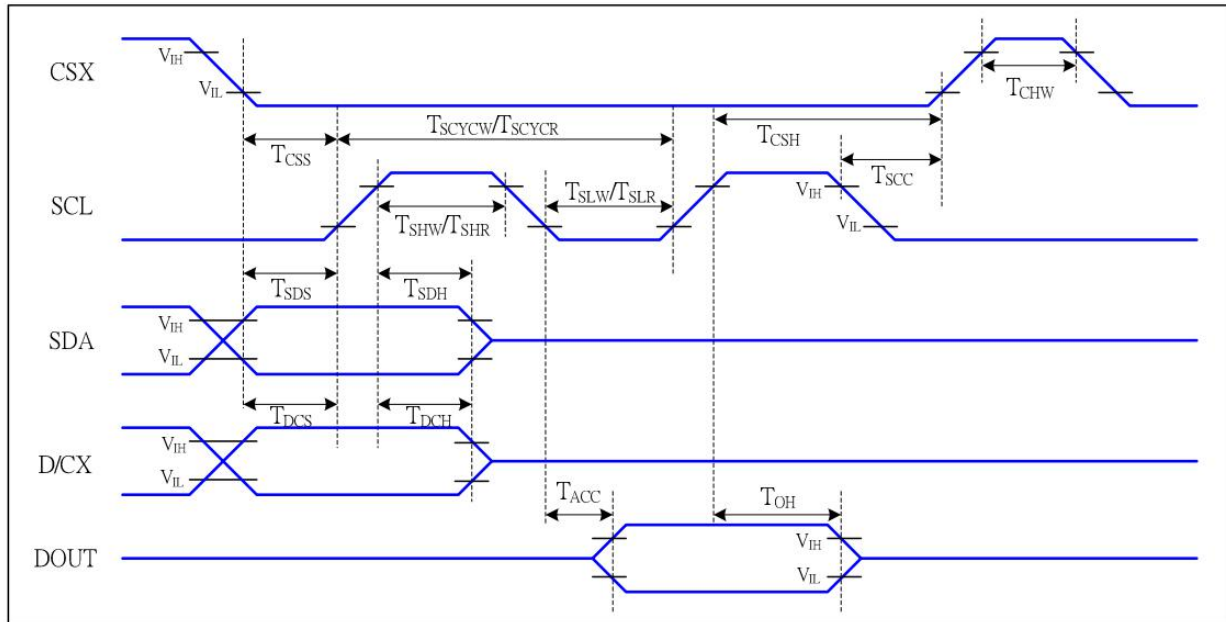 CSX
VIH
VIL
TCHW
TSCYCW/TSCYCR
TCSH
TCSS
TSCC
SCL
TSLW/TSLR
VIH
TSHW/TSHR
VIL
TSDS
TSDH
SDA
VIH
VIL
TDCS
TDCH
D/CX
VIH
VIL
TACC
TOH
DOUT
VIH
VIL